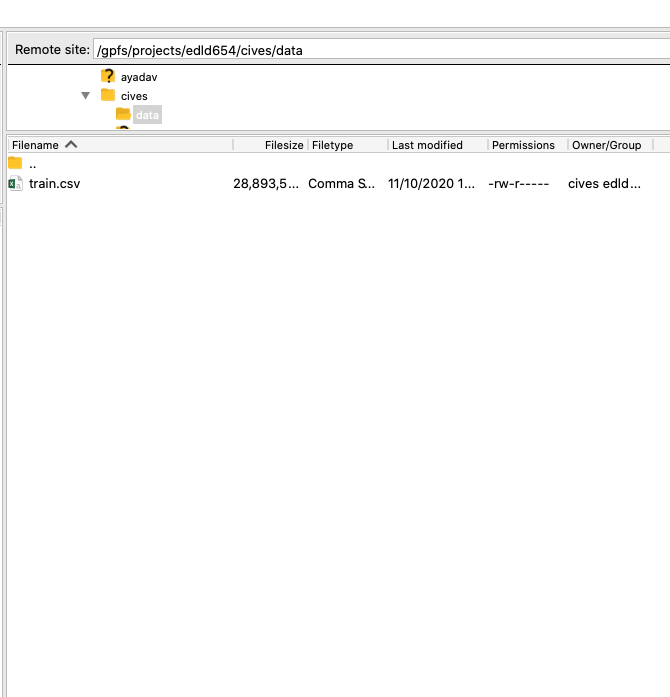 Remote site: /gpfs/projects/edld654/cives/data
? ayadav
cives
data
Filename Filesize Filetype Last modified Permissions Owner/Group
..
train.csv 28,893,5... Comma S... 11/10/2020 1... -rw-r----- cives edld...